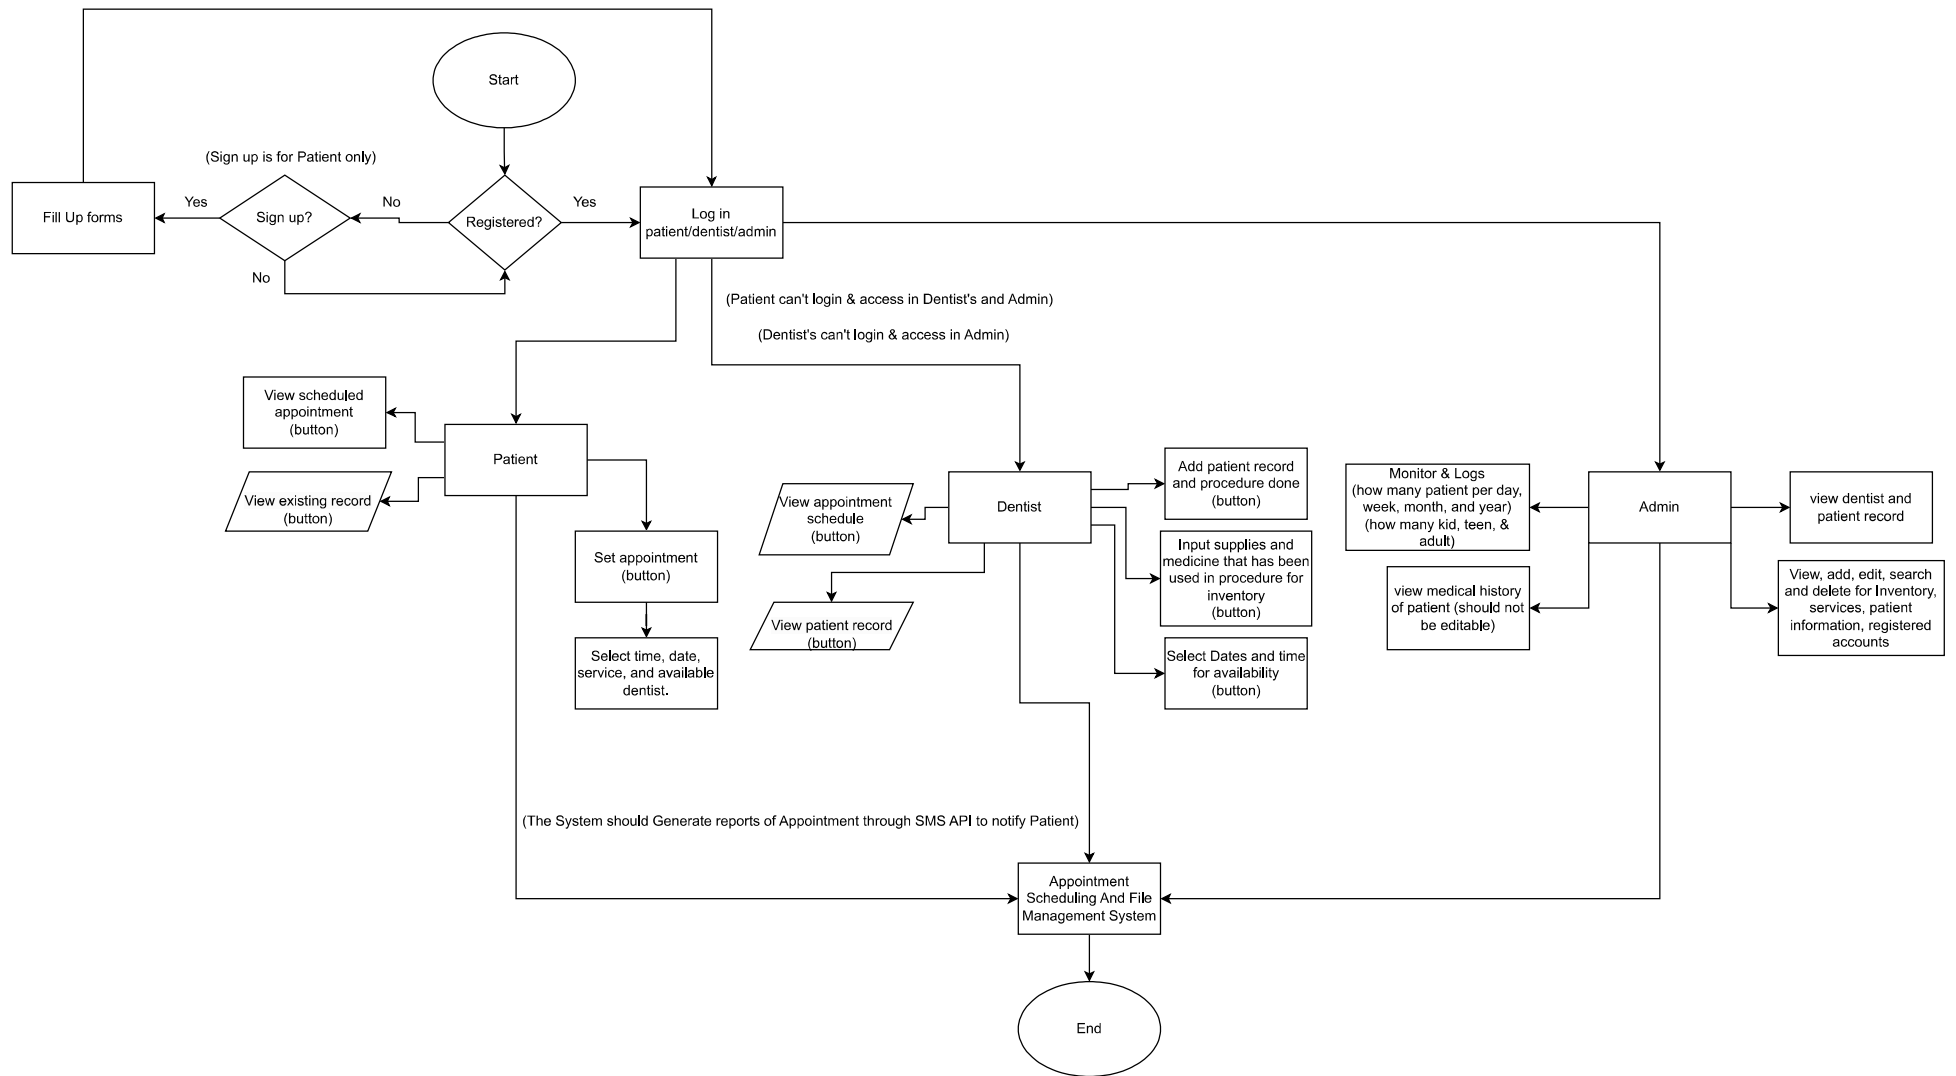 Start
(Sign up is for Patient only)
Fill Up forms
Yes
Sign up?
No
Registered?
Yes
Log in
patient/dentist/admin
No
(Patient can't login & access in Dentist's and Admin)
(Dentist's can't login & access in Admin)
View scheduled
appointment
(button)
Patient
View existing record
(button)
Set appointment
(button)
Select time, date,
service, and available
dentist.
View appointment
schedule
(button)
Dentist
View patient record
(button)
Add patient record
and procedure done
(button)
Input supplies and
medicine that has been
used in procedure for
inventory
(button)
Select Dates and time
for availability
(button)
Monitor & Logs
(how many patient per day,
week, month, and year)
(how many kid, teen, &
adult)
Admin
view dentist and
patient record
view medical history
of patient (should not
be editable)
View, add, edit, search
and delete for Inventory,
services, patient
information, registered
accounts
(The System should Generate reports of Appointment through SMS API to notify Patient)
Appointment
Scheduling And File
Management System
End